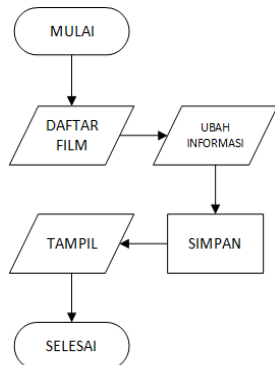 MULAI
DAFTAR
FILM
UBAH
INFORMASI
TAMPIL
SIMPAN
SELESAI